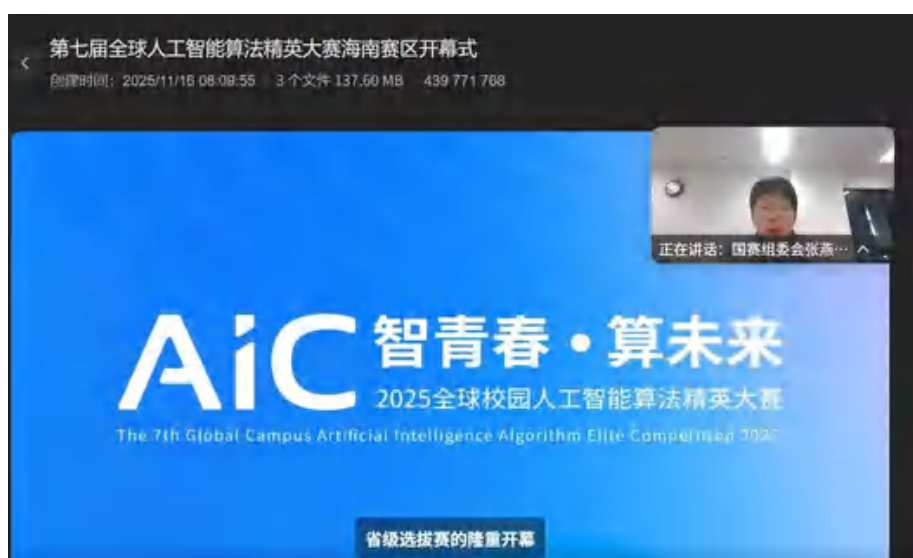 第七届全球人工智能算法精英大赛海南赛区开幕式
创建时间：2025/11/16 08:09:55 3 个文件 137.60 MB 439 771 768
正在讲话：国赛组委会张燕…
AiC 智青春·算未来
2025全球校园人工智能算法精英大赛
The 7th Global Campus Artificial Intelligence Algorithm Elite Competition 2025
省级选拔赛的隆重开幕